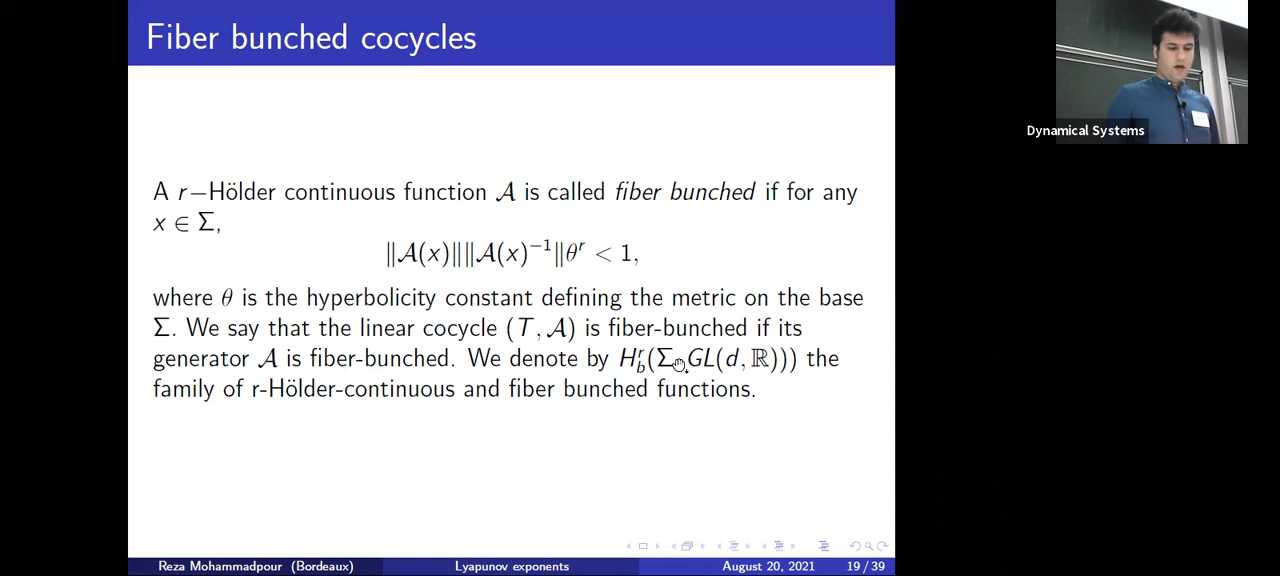 Fiber bunched cocycles
Dynamical Systems
A r−Hölder continuous function 𝒜 is called fiber bunched if for any
x ∈ Σ,
‖𝒜(x)‖‖𝒜(x)⁻¹‖θʳ < 1,
where θ is the hyperbolicity constant defining the metric on the base
Σ. We say that the linear cocycle (T, 𝒜) is fiber-bunched if its
generator 𝒜 is fiber-bunched. We denote by Hᵇʳ(Σ, GL(d, ℝ))) the
family of r-Hölder-continuous and fiber bunched functions.
Reza Mohammadpour (Bordeaux)
Lyapunov exponents
August 20, 2021
19 / 39